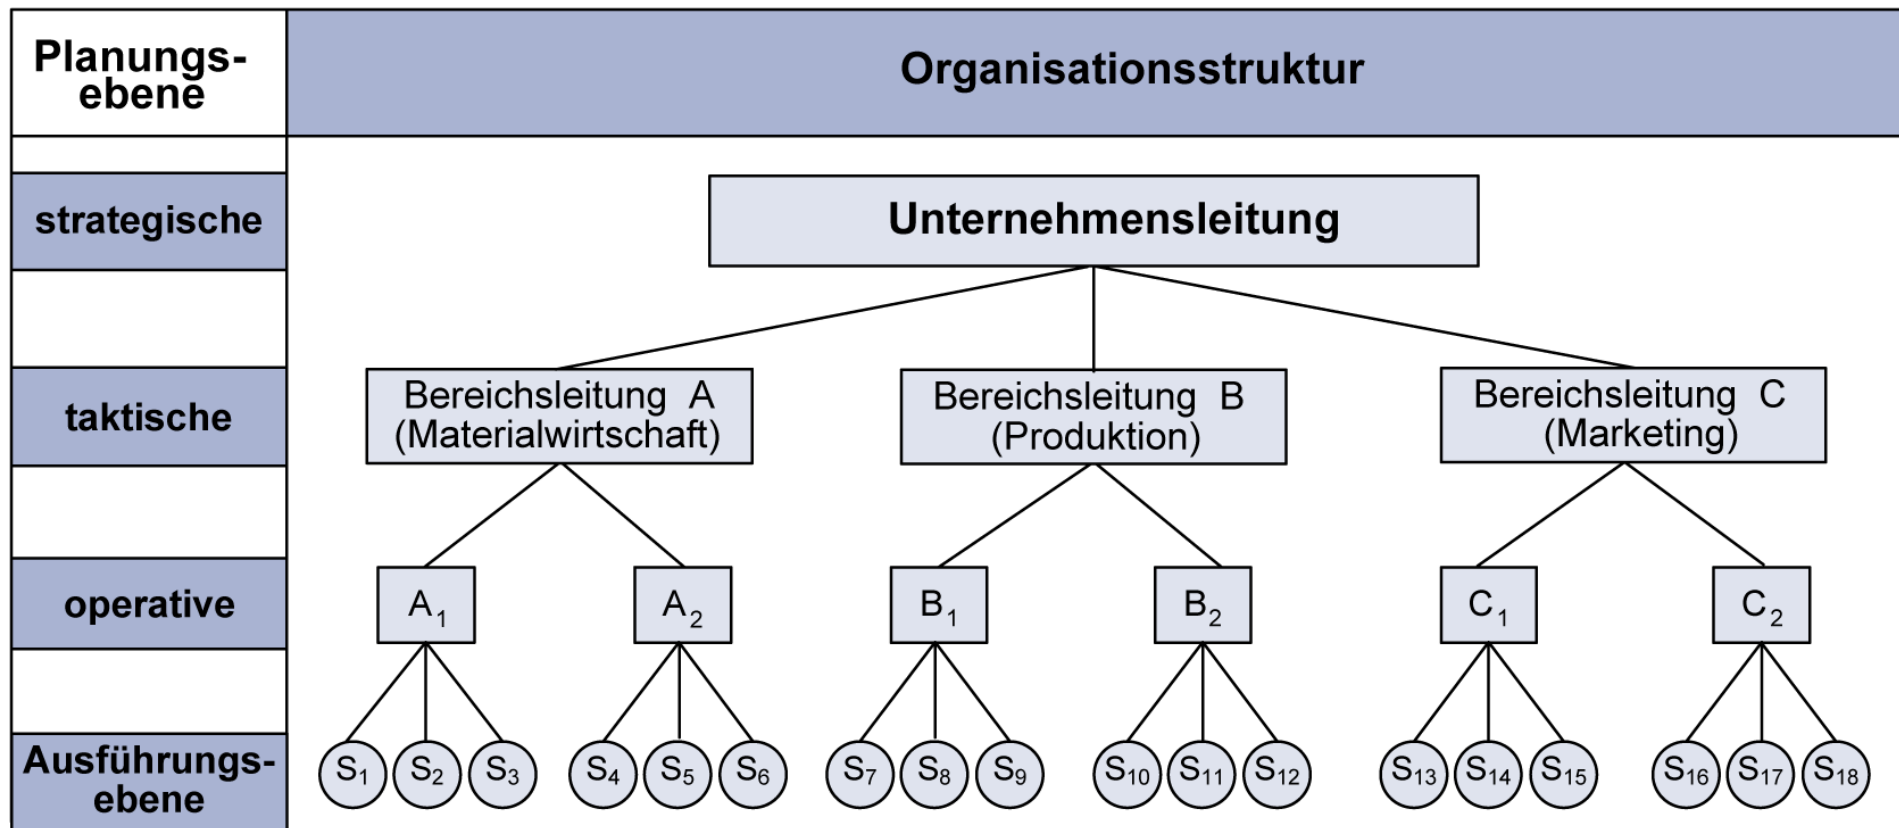 Planungs-
ebene
Organisationsstruktur
strategische
Unternehmensleitung
taktische
Bereichsleitung A
(Materialwirtschaft)
Bereichsleitung B
(Produktion)
Bereichsleitung C
(Marketing)
operative
A₁ A₂ B₁ B₂ C₁ C₂
Ausführungs-
ebene
S₁ S₂ S₃ S₄ S₅ S₆ S₇ S₈ S₉ S₁₀ S₁₁ S₁₂ S₁₃ S₁₄ S₁₅ S₁₆ S₁₇ S₁₈